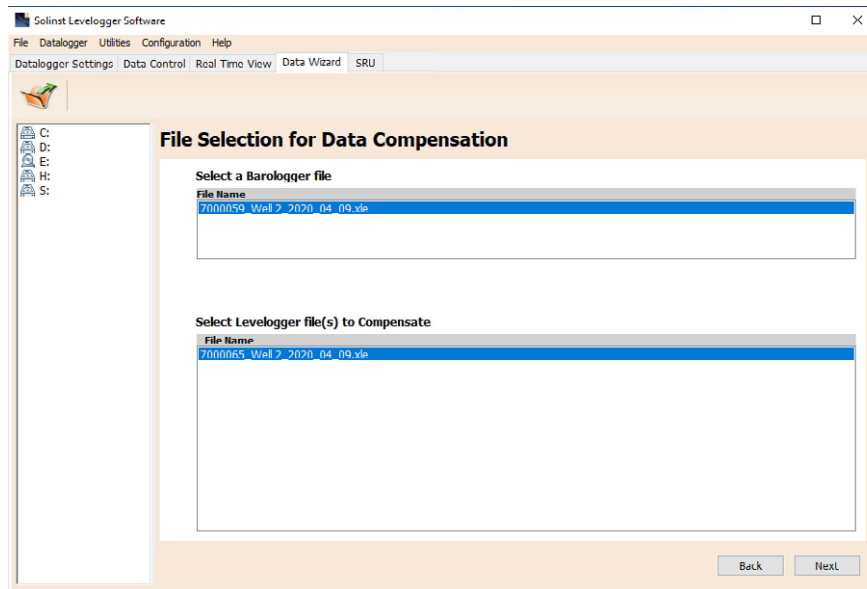 Solinst Levelogger Software
File Datalogger Utilities Configuration Help
Datalogger Settings Data Control Real Time View Data Wizard SRU
C:
D:
E:
H:
S:
File Selection for Data Compensation
Select a Barologger file
File Name
7000059_Well 2_2020_04_09.xle
Select Levelogger file(s) to Compensate
File Name
7000065_Well 2_2020_04_09.xle
Back Next